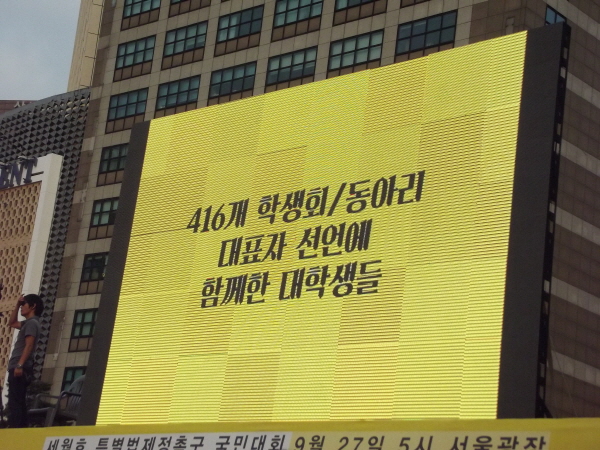 416개 학생회/동아리
대표자 선언에
함께한 대학생들
세월호 특별법제정촉구 국민대회 9월 27일 5시 서울광장